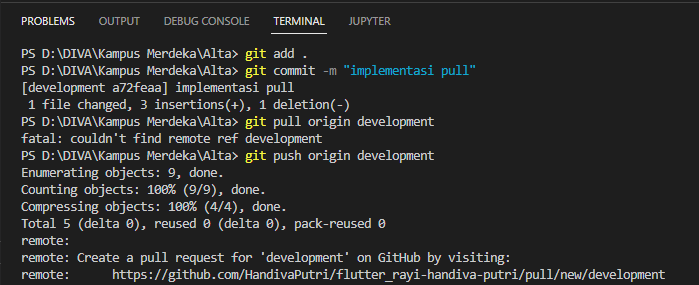 PROBLEMS OUTPUT DEBUG CONSOLE TERMINAL JUPYTER
PS D:\DIVA\Kampus Merdeka\Alta> git add .
PS D:\DIVA\Kampus Merdeka\Alta> git commit -m "implementasi pull"
[development a72feaa] implementasi pull
 1 file changed, 3 insertions(+), 1 deletion(-)
PS D:\DIVA\Kampus Merdeka\Alta> git pull origin development
fatal: couldn't find remote ref development
PS D:\DIVA\Kampus Merdeka\Alta> git push origin development
Enumerating objects: 9, done.
Counting objects: 100% (9/9), done.
Compressing objects: 100% (4/4), done.
Total 5 (delta 0), reused 0 (delta 0), pack-reused 0
remote:
remote: Create a pull request for 'development' on GitHub by visiting:
remote:      https://github.com/HandivaPutri/flutter_rayi-handiva-putri/pull/new/development